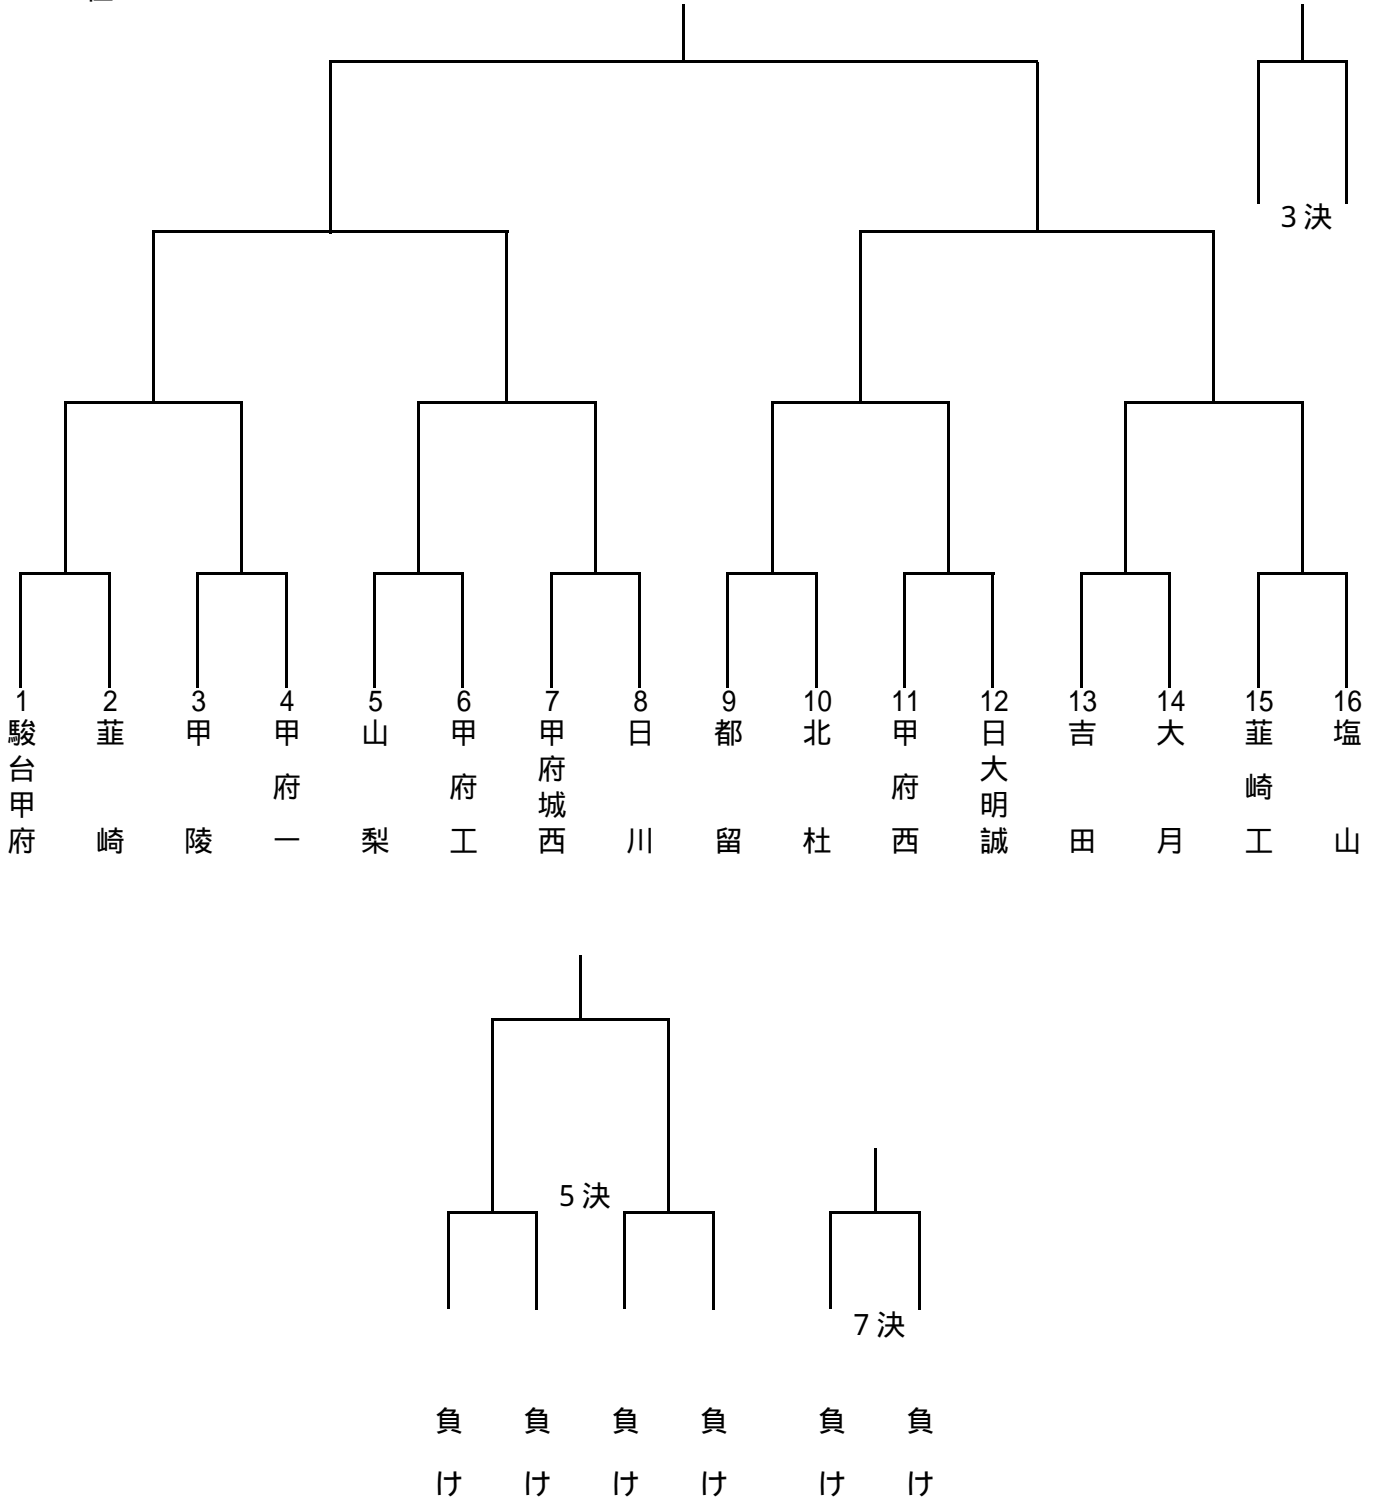 3決
1 2 3 4 5 6 7 8 9 10 11 12 13 14 15 16
駿台甲府
韮崎
甲陵
甲府一
山梨
甲府工
甲府城西
日川
都留
北杜
甲府西
日大明誠
吉田
大月
韮崎工
塩山
5決
7決
負け
負け
負け
負け
負け
負け